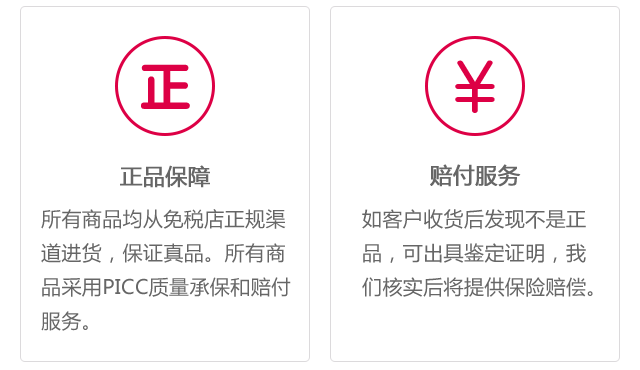 正
正品保障
所有商品均从免税店正规渠
道进货，保证真品。所有商
品采用PICC质量承保和赔付
服务。
¥
赔付服务
如客户收货后发现不是正
品，可出具鉴定证明，我
们核实后将提供保险赔偿。